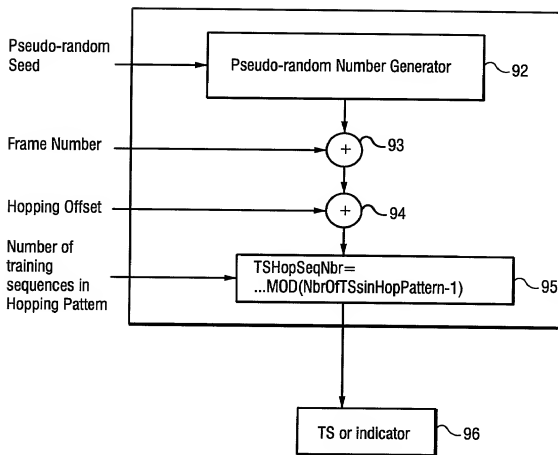 Pseudo-random
Seed
Pseudo-random Number Generator
92
Frame Number
+
93
Hopping Offset
+
94
Number of
training
sequences in
Hopping Pattern
TSHopSeqNbr=
...MOD(NbrOfTSsinHopPattern-1)
95
TS or indicator
96